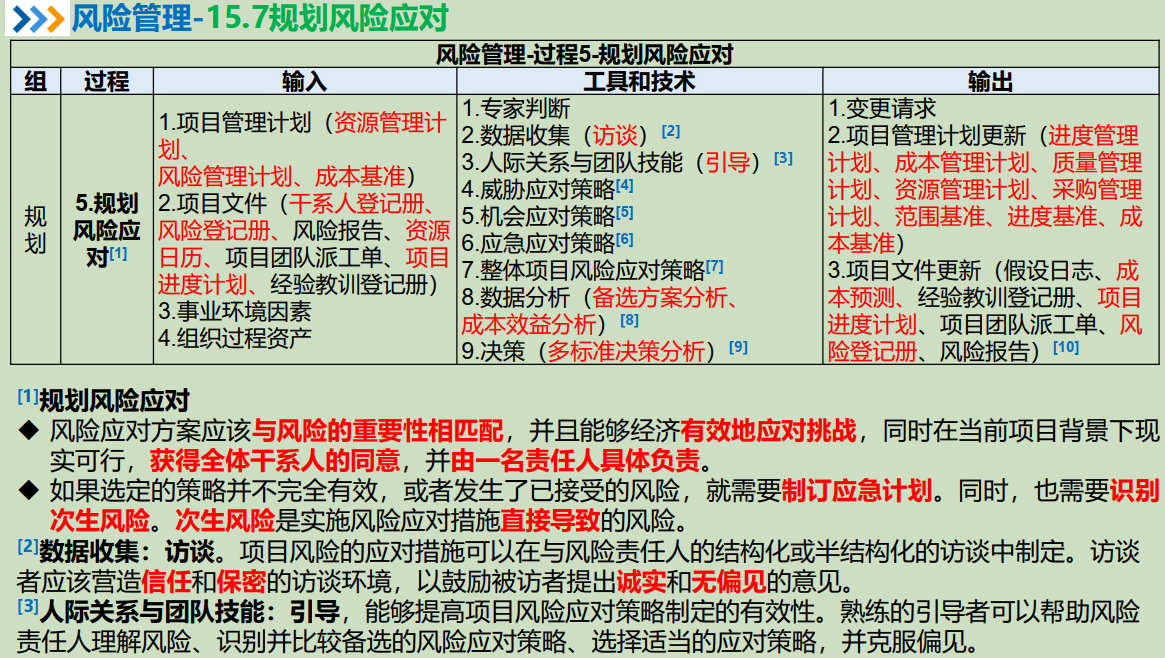 风险管理-15.7规划风险应对
风险管理-过程5-规划风险应对
组 过程 输入 工具和技术 输出
规划
5.规划
风险应
对[1]
1.项目管理计划（资源管理计
划、
风险管理计划、成本基准）
2.项目文件（干系人登记册、
风险登记册、风险报告、资源
日历、项目团队派工单、项目
进度计划、经验教训登记册）
3.事业环境因素
4.组织过程资产
1.专家判断
2.数据收集（访谈）[2]
3.人际关系与团队技能（引导）[3]
4.威胁应对策略[4]
5.机会应对策略[5]
6.应急应对策略[6]
7.整体项目风险应对策略[7]
8.数据分析（备选方案分析、
成本效益分析）[8]
9.决策（多标准决策分析）[9]
1.变更请求
2.项目管理计划更新（进度管理
计划、成本管理计划、质量管理
计划、资源管理计划、采购管理
计划、范围基准、进度基准、成
本基准）
3.项目文件更新（假设日志、成
本预测、经验教训登记册、项目
进度计划、项目团队派工单、风
险登记册、风险报告）[10]
[1]规划风险应对
◆ 风险应对方案应该与风险的重要性相匹配，并且能够经济有效地应对挑战，同时在当前项目背景下现
实可行，获得全体干系人的同意，并由一名责任人具体负责。
◆ 如果选定的策略并不完全有效，或者发生了已接受的风险，就需要制订应急计划。同时，也需要识别
次生风险。次生风险是实施风险应对措施直接导致的风险。
[2]数据收集：访谈。项目风险的应对措施可以在与风险责任人的结构化或半结构化的访谈中制定。访谈
者应该营造信任和保密的访谈环境，以鼓励被访者提出诚实和无偏见的意见。
[3]人际关系与团队技能：引导，能够提高项目风险应对策略制定的有效性。熟练的引导者可以帮助风险
责任人理解风险、识别并比较备选的风险应对策略、选择适当的应对策略，并克服偏见。